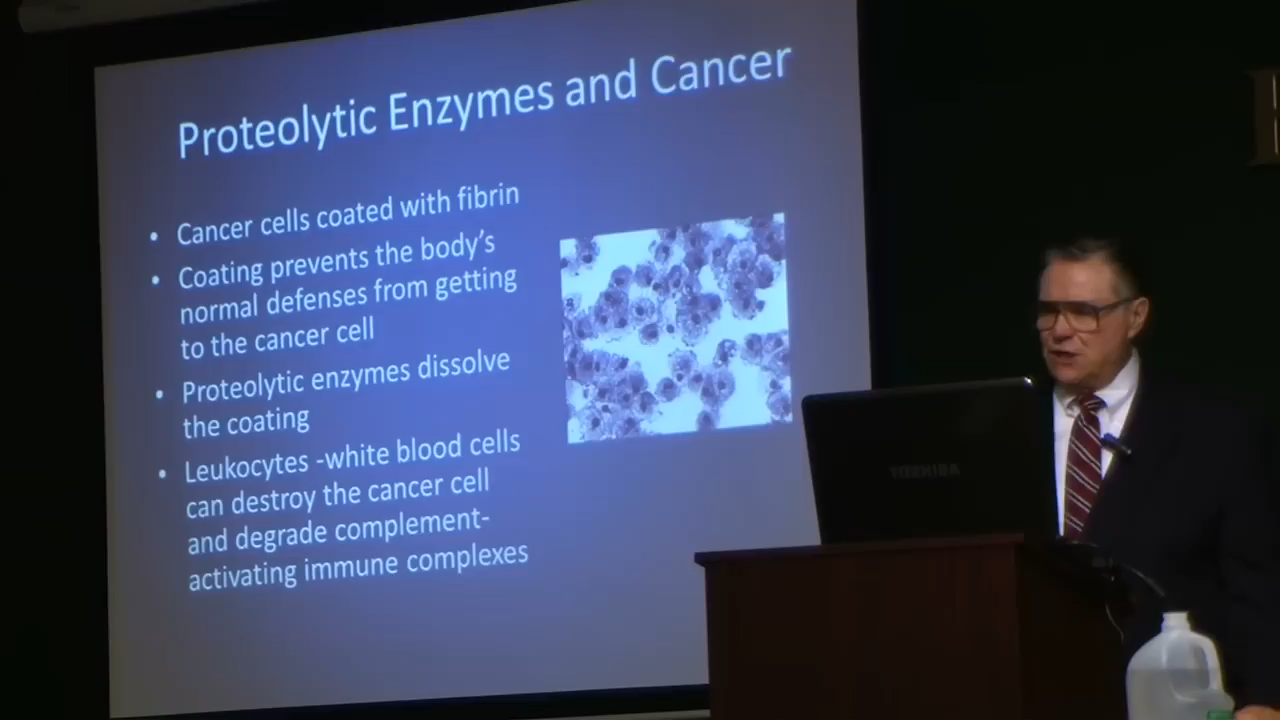 Proteolytic Enzymes and Cancer
• Cancer cells coated with fibrin
• Coating prevents the body's
normal defenses from getting
to the cancer cell
• Proteolytic enzymes dissolve
the coating
• Leukocytes -white blood cells
can destroy the cancer cell
and degrade complement-
activating immune complexes
TOSHIBA